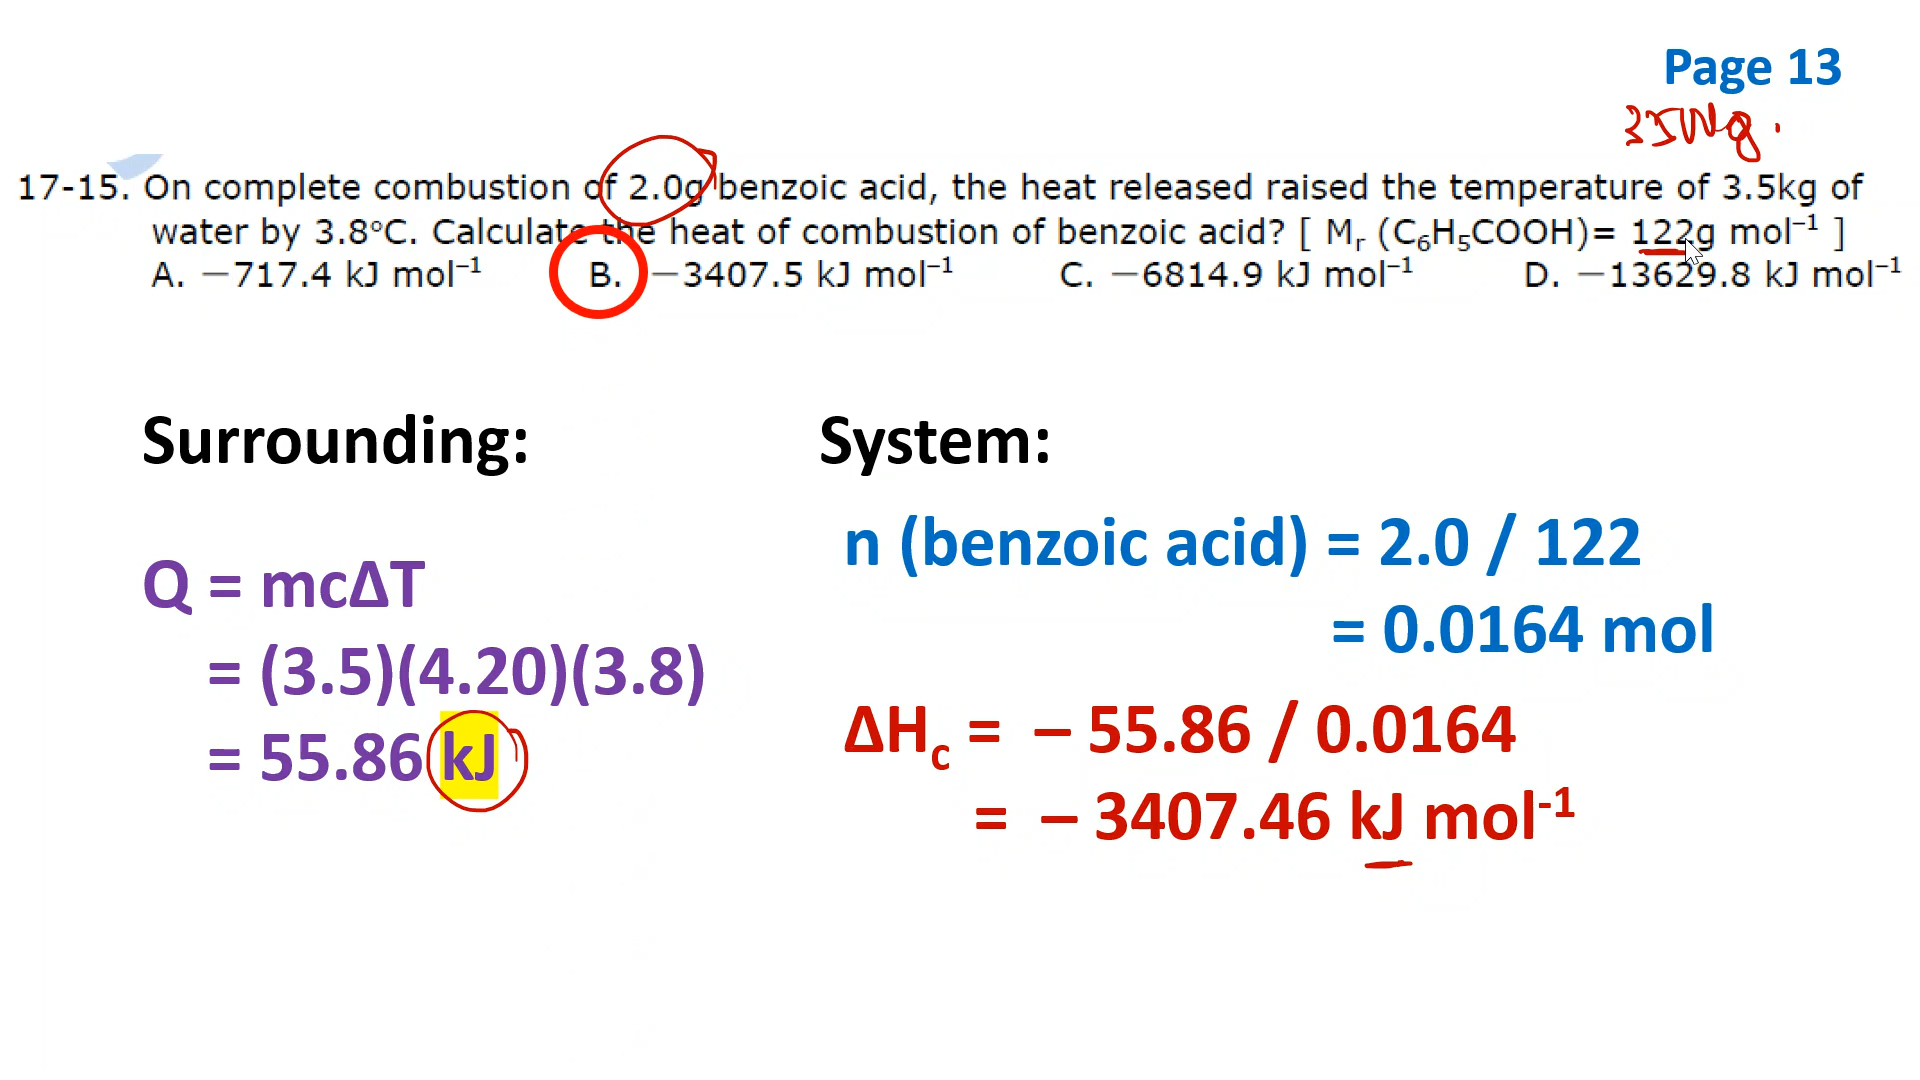 Page 13
3500g.
17-15. On complete combustion of 2.0g benzoic acid, the heat released raised the temperature of 3.5kg of
water by 3.8°C. Calculate the heat of combustion of benzoic acid? [ Mᵣ (C₆H₅COOH)= 122g mol⁻¹ ]
A. −717.4 kJ mol⁻¹ B. −3407.5 kJ mol⁻¹ C. −6814.9 kJ mol⁻¹ D. −13629.8 kJ mol⁻¹
Surrounding:
Q = mcΔT
= (3.5)(4.20)(3.8)
= 55.86 kJ
System:
n (benzoic acid) = 2.0 / 122
= 0.0164 mol
ΔHc = – 55.86 / 0.0164
= – 3407.46 kJ mol⁻¹